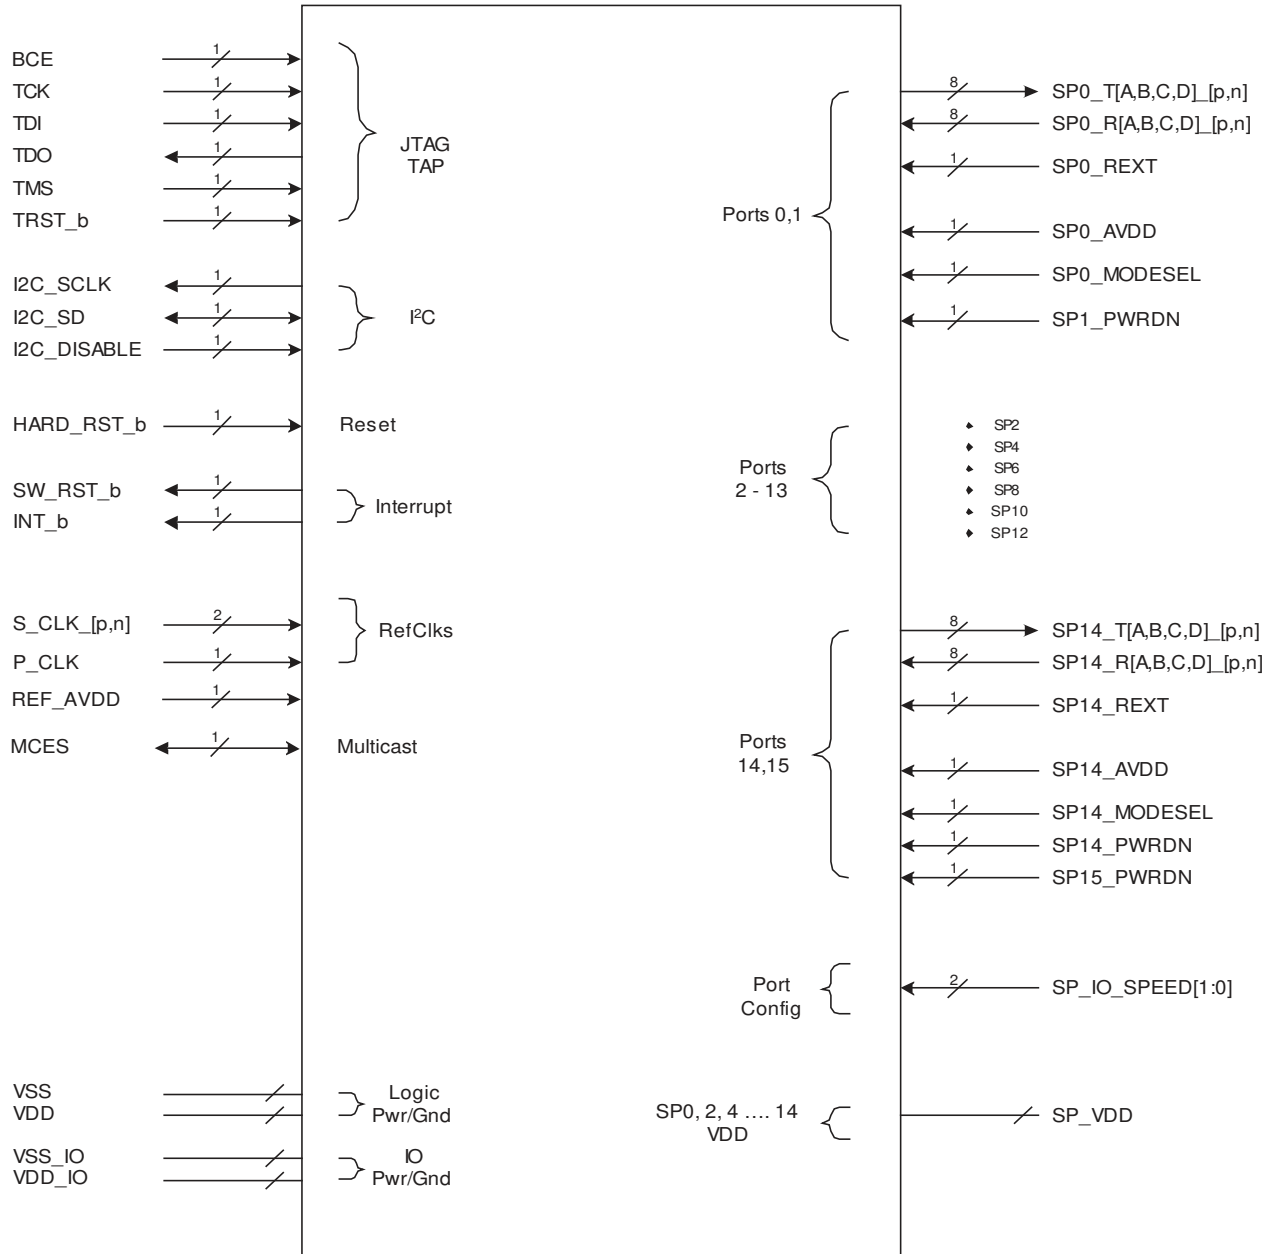 BCE 1
TCK 1
TDI 1
TDO 1
TMS 1
TRST_b 1
JTAG
TAP
I2C_SCLK 1
I2C_SD 1
I2C_DISABLE 1
I²C
HARD_RST_b 1 Reset
SW_RST_b 1
INT_b 1
Interrupt
S_CLK_[p,n] 2
P_CLK 1
RefClks
REF_AVDD 1
MCES 1 Multicast
VSS
VDD
Logic
Pwr/Gnd
VSS_IO
VDD_IO
IO
Pwr/Gnd
Ports 0,1
8 SP0_T[A,B,C,D]_[p,n]
8 SP0_R[A,B,C,D]_[p,n]
1 SP0_REXT
1 SP0_AVDD
1 SP0_MODESEL
1 SP1_PWRDN
Ports
2 - 13
SP2
SP4
SP6
SP8
SP10
SP12
Ports
14,15
8 SP14_T[A,B,C,D]_[p,n]
8 SP14_R[A,B,C,D]_[p,n]
1 SP14_REXT
1 SP14_AVDD
1 SP14_MODESEL
1 SP14_PWRDN
1 SP15_PWRDN
Port
Config
2 SP_IO_SPEED[1:0]
SP0, 2, 4 .... 14
VDD
SP_VDD